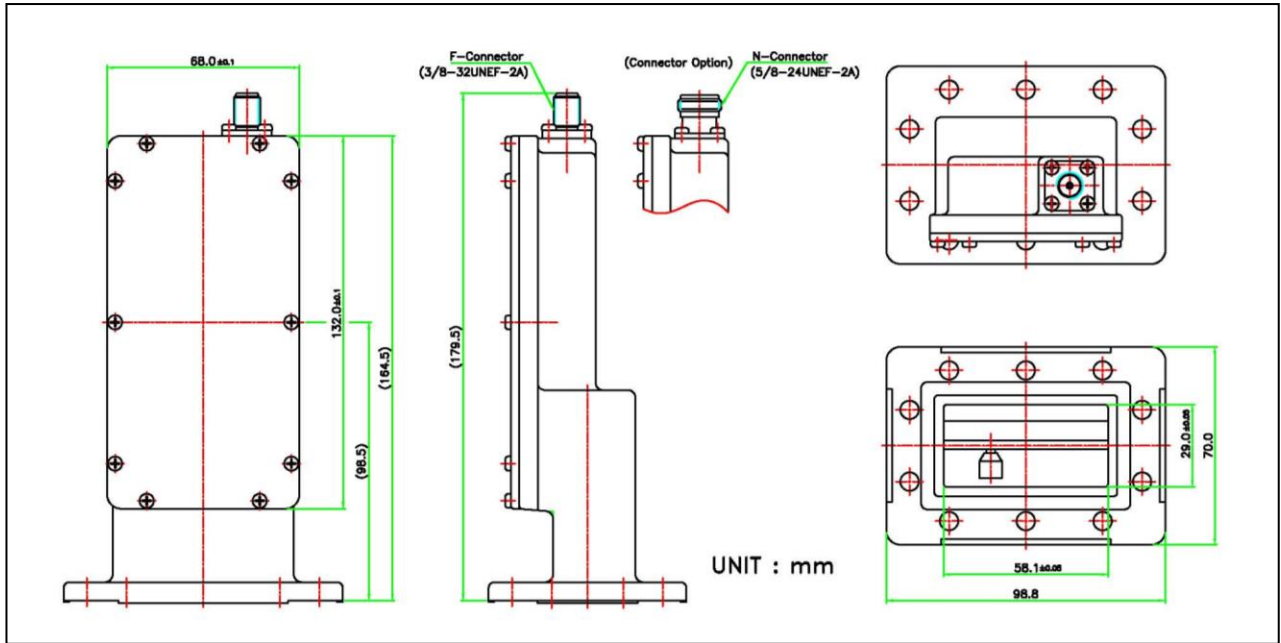 68.0±0.1
132.0±0.1
(164.5)
(98.5)
F-Connector
(3/8-32UNEF-2A)
(179.5)
(Connector Option)
N-Connector
(5/8-24UNEF-2A)
UNIT : mm
29.0±0.05
70.0
58.1±0.05
98.8